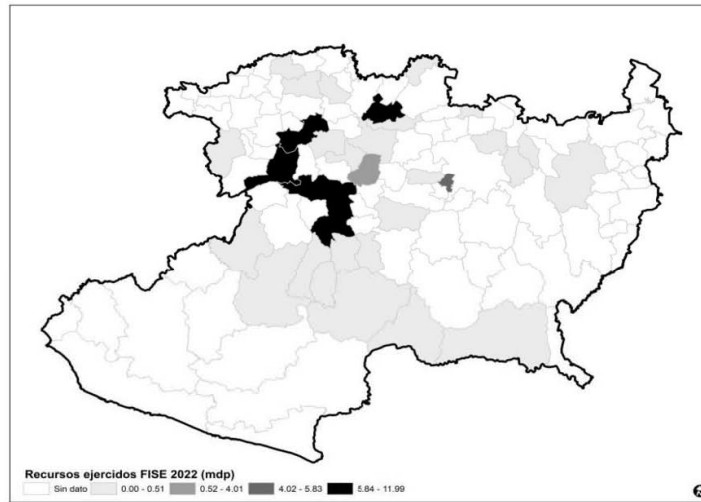 Recursos ejercidos FISE 2022 (mdp)
Sin dato 0.00 - 0.51 0.52 - 4.01 4.02 - 5.83 5.84 - 11.99